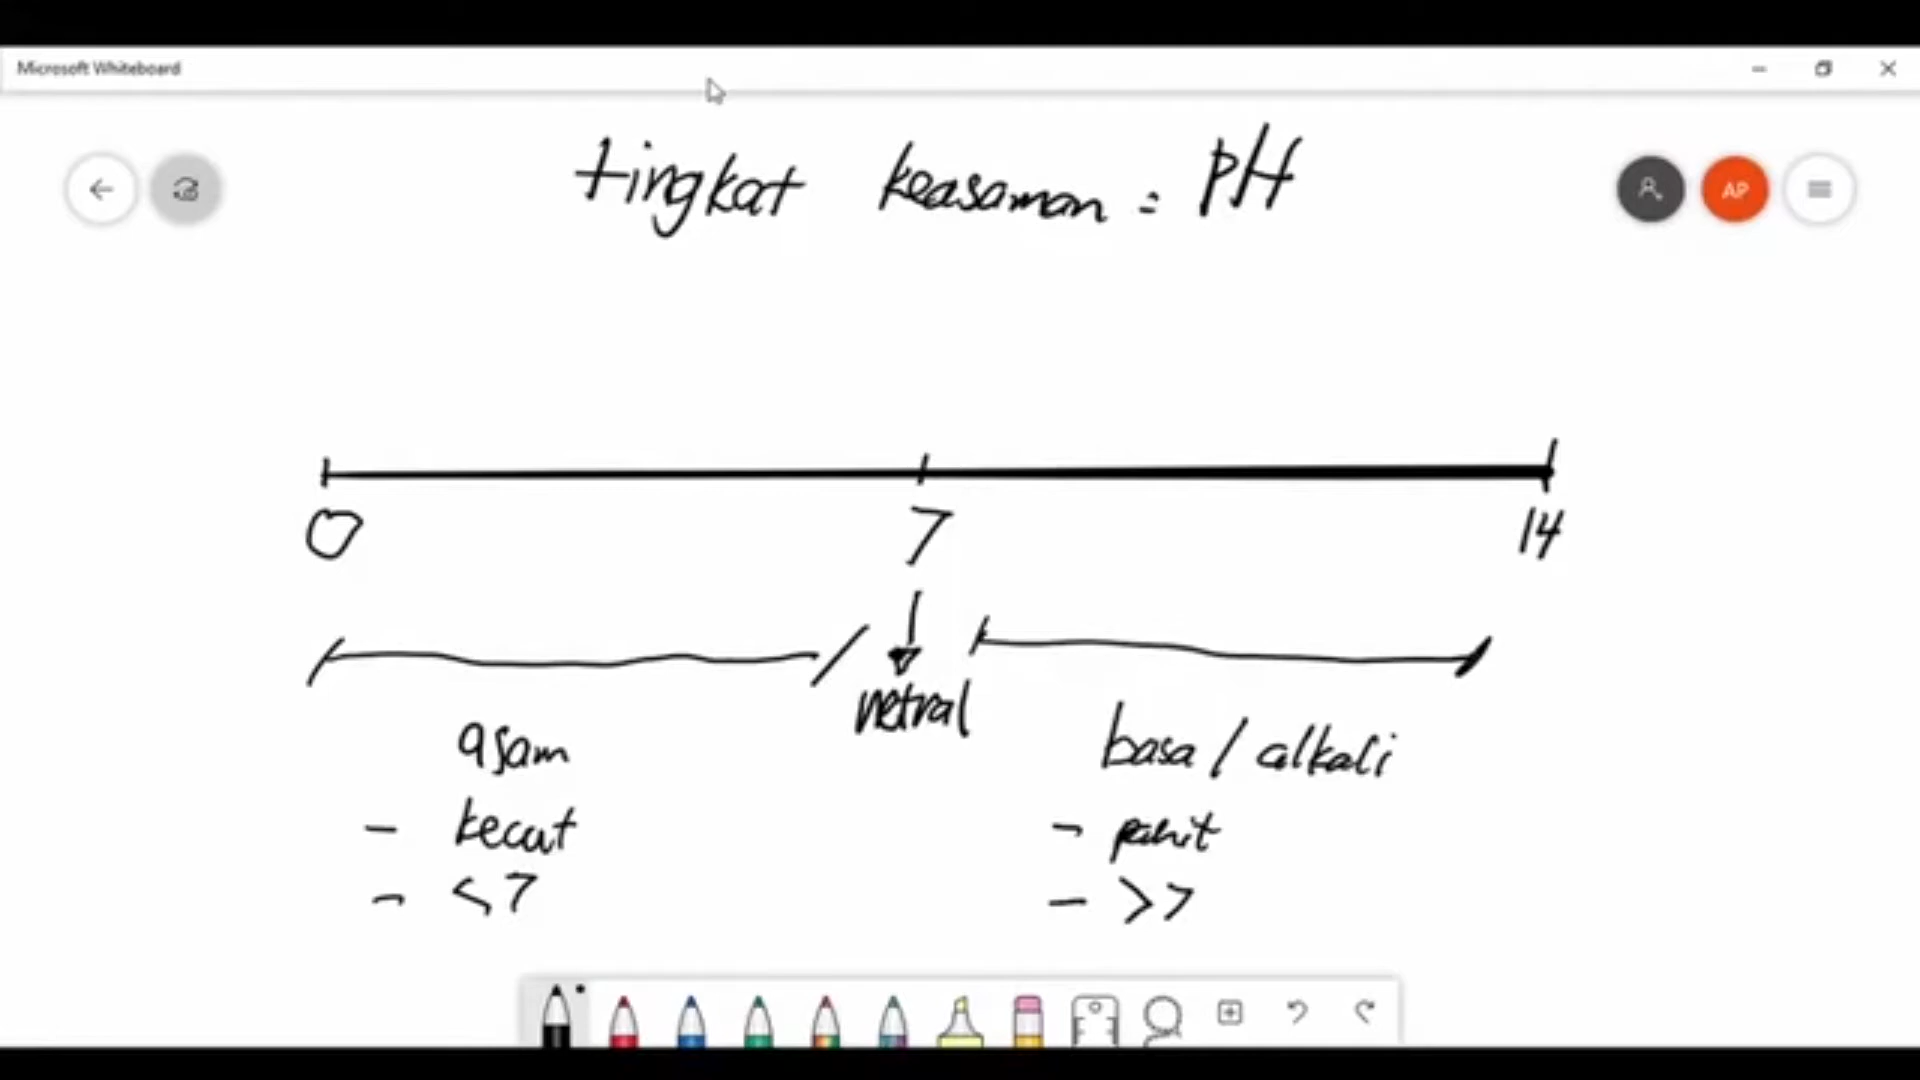 Microsoft Whiteboard
tingkat keasaman = pH
AP
0 7 14
netral
asam basa / alkali
- kecut - pahit
- <7 - >7